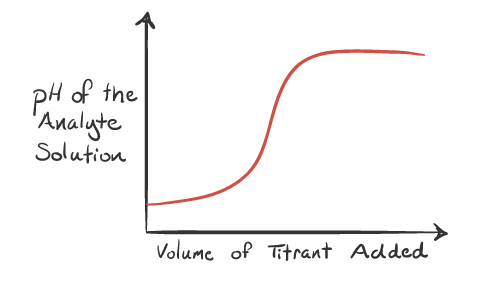 pH of the
Analyte
Solution
Volume of Titrant Added